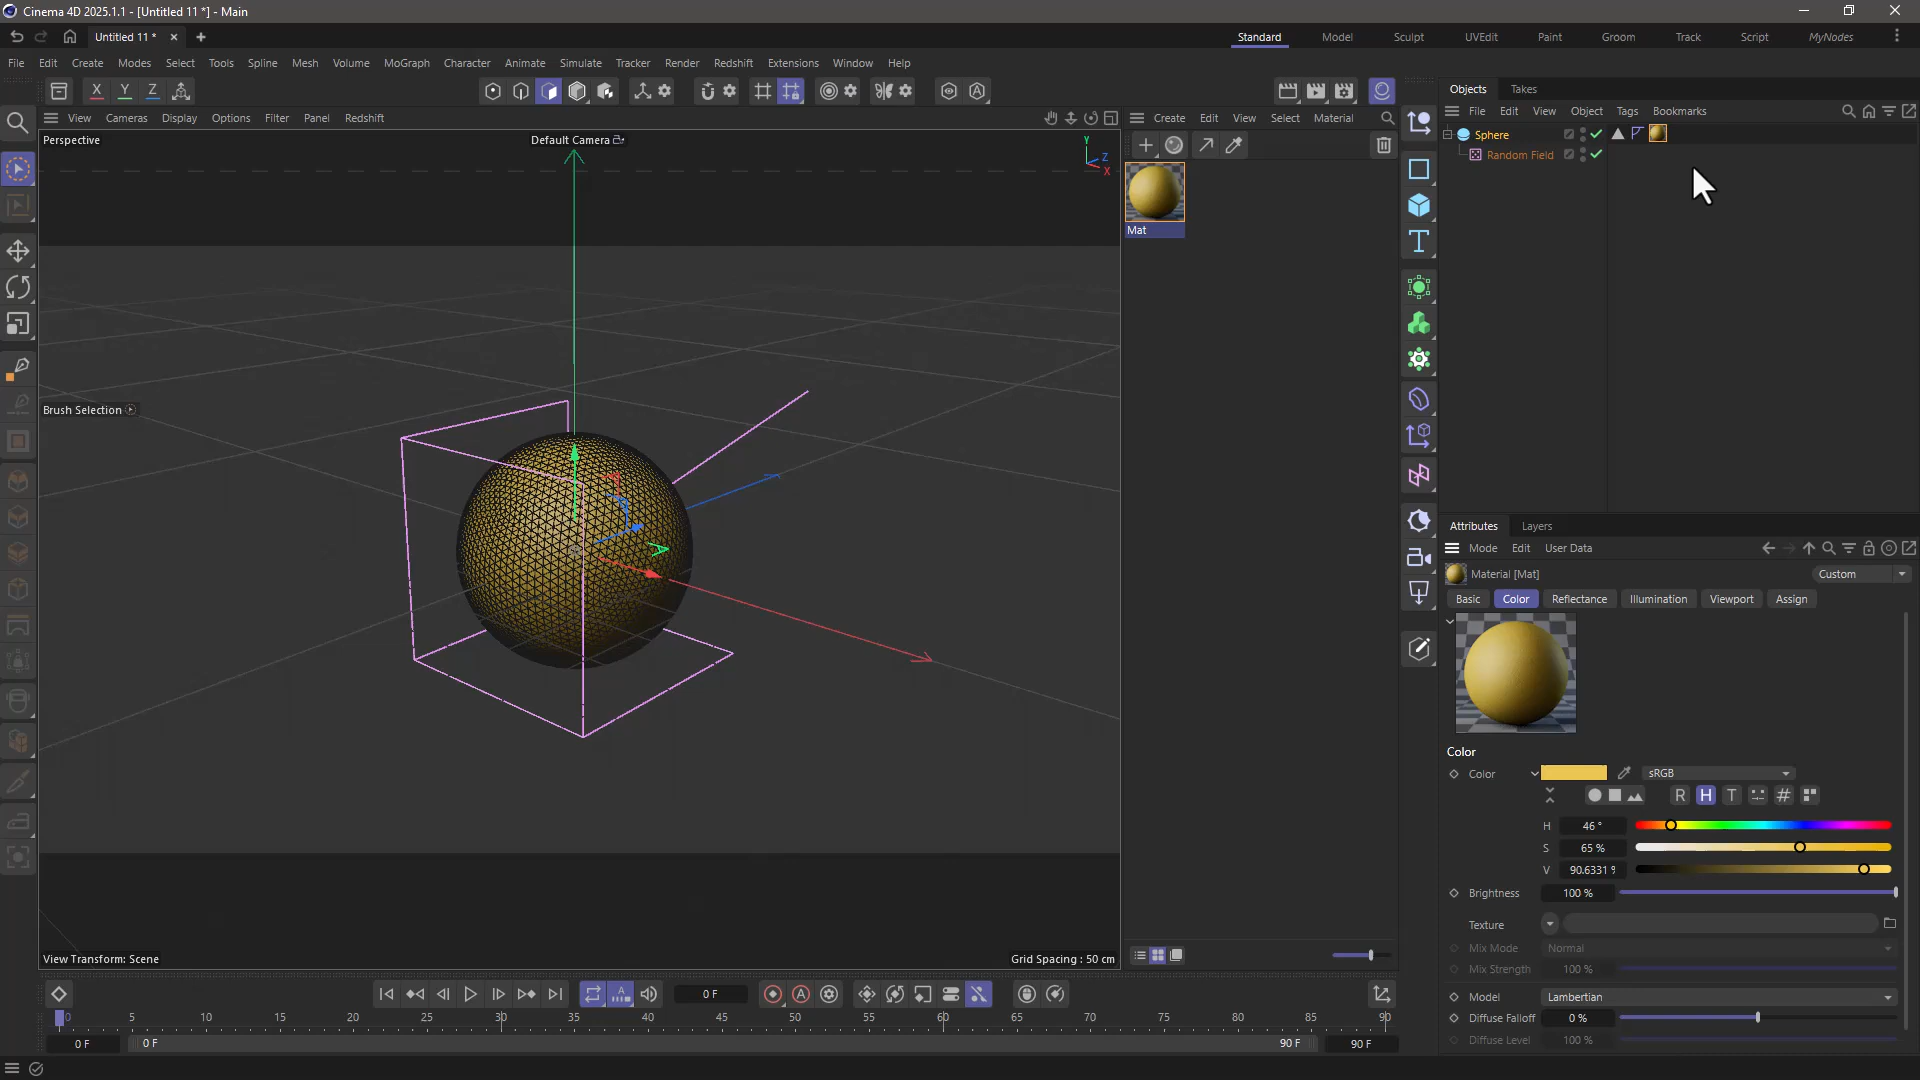 Cinema 4D 2025.1.1 - [Untitled 11 *] - Main
Untitled 11 *
Standard Model Sculpt UVEdit Paint Groom Track Script MyNodes
File Edit Create Modes Select Tools Spline Mesh Volume MoGraph Character Animate Simulate Tracker Render Redshift Extensions Window Help
X Y Z
View Cameras Display Options Filter Panel Redshift
Perspective
Default Camera
Y
Z
X
Brush Selection
View Transform: Scene
Grid Spacing : 50 cm
Create Edit View Select Material
Mat
Objects Takes
File Edit View Object Tags Bookmarks
Sphere
Random Field
Attributes Layers
Mode Edit User Data
Material [Mat]
Custom
Basic Color Reflectance Illumination Viewport Assign
Color
Color sRGB
R H T #
H 46 °
S 65 %
V 90.6331 %
Brightness 100 %
Texture
Mix Mode Normal
Mix Strength 100 %
Model Lambertian
Diffuse Falloff 0 %
Diffuse Level 100 %
0 F
0 5 10 15 20 25 30 35 40 45 50 55 60 65 70 75 80 85 90
0 F 0 F 90 F 90 F